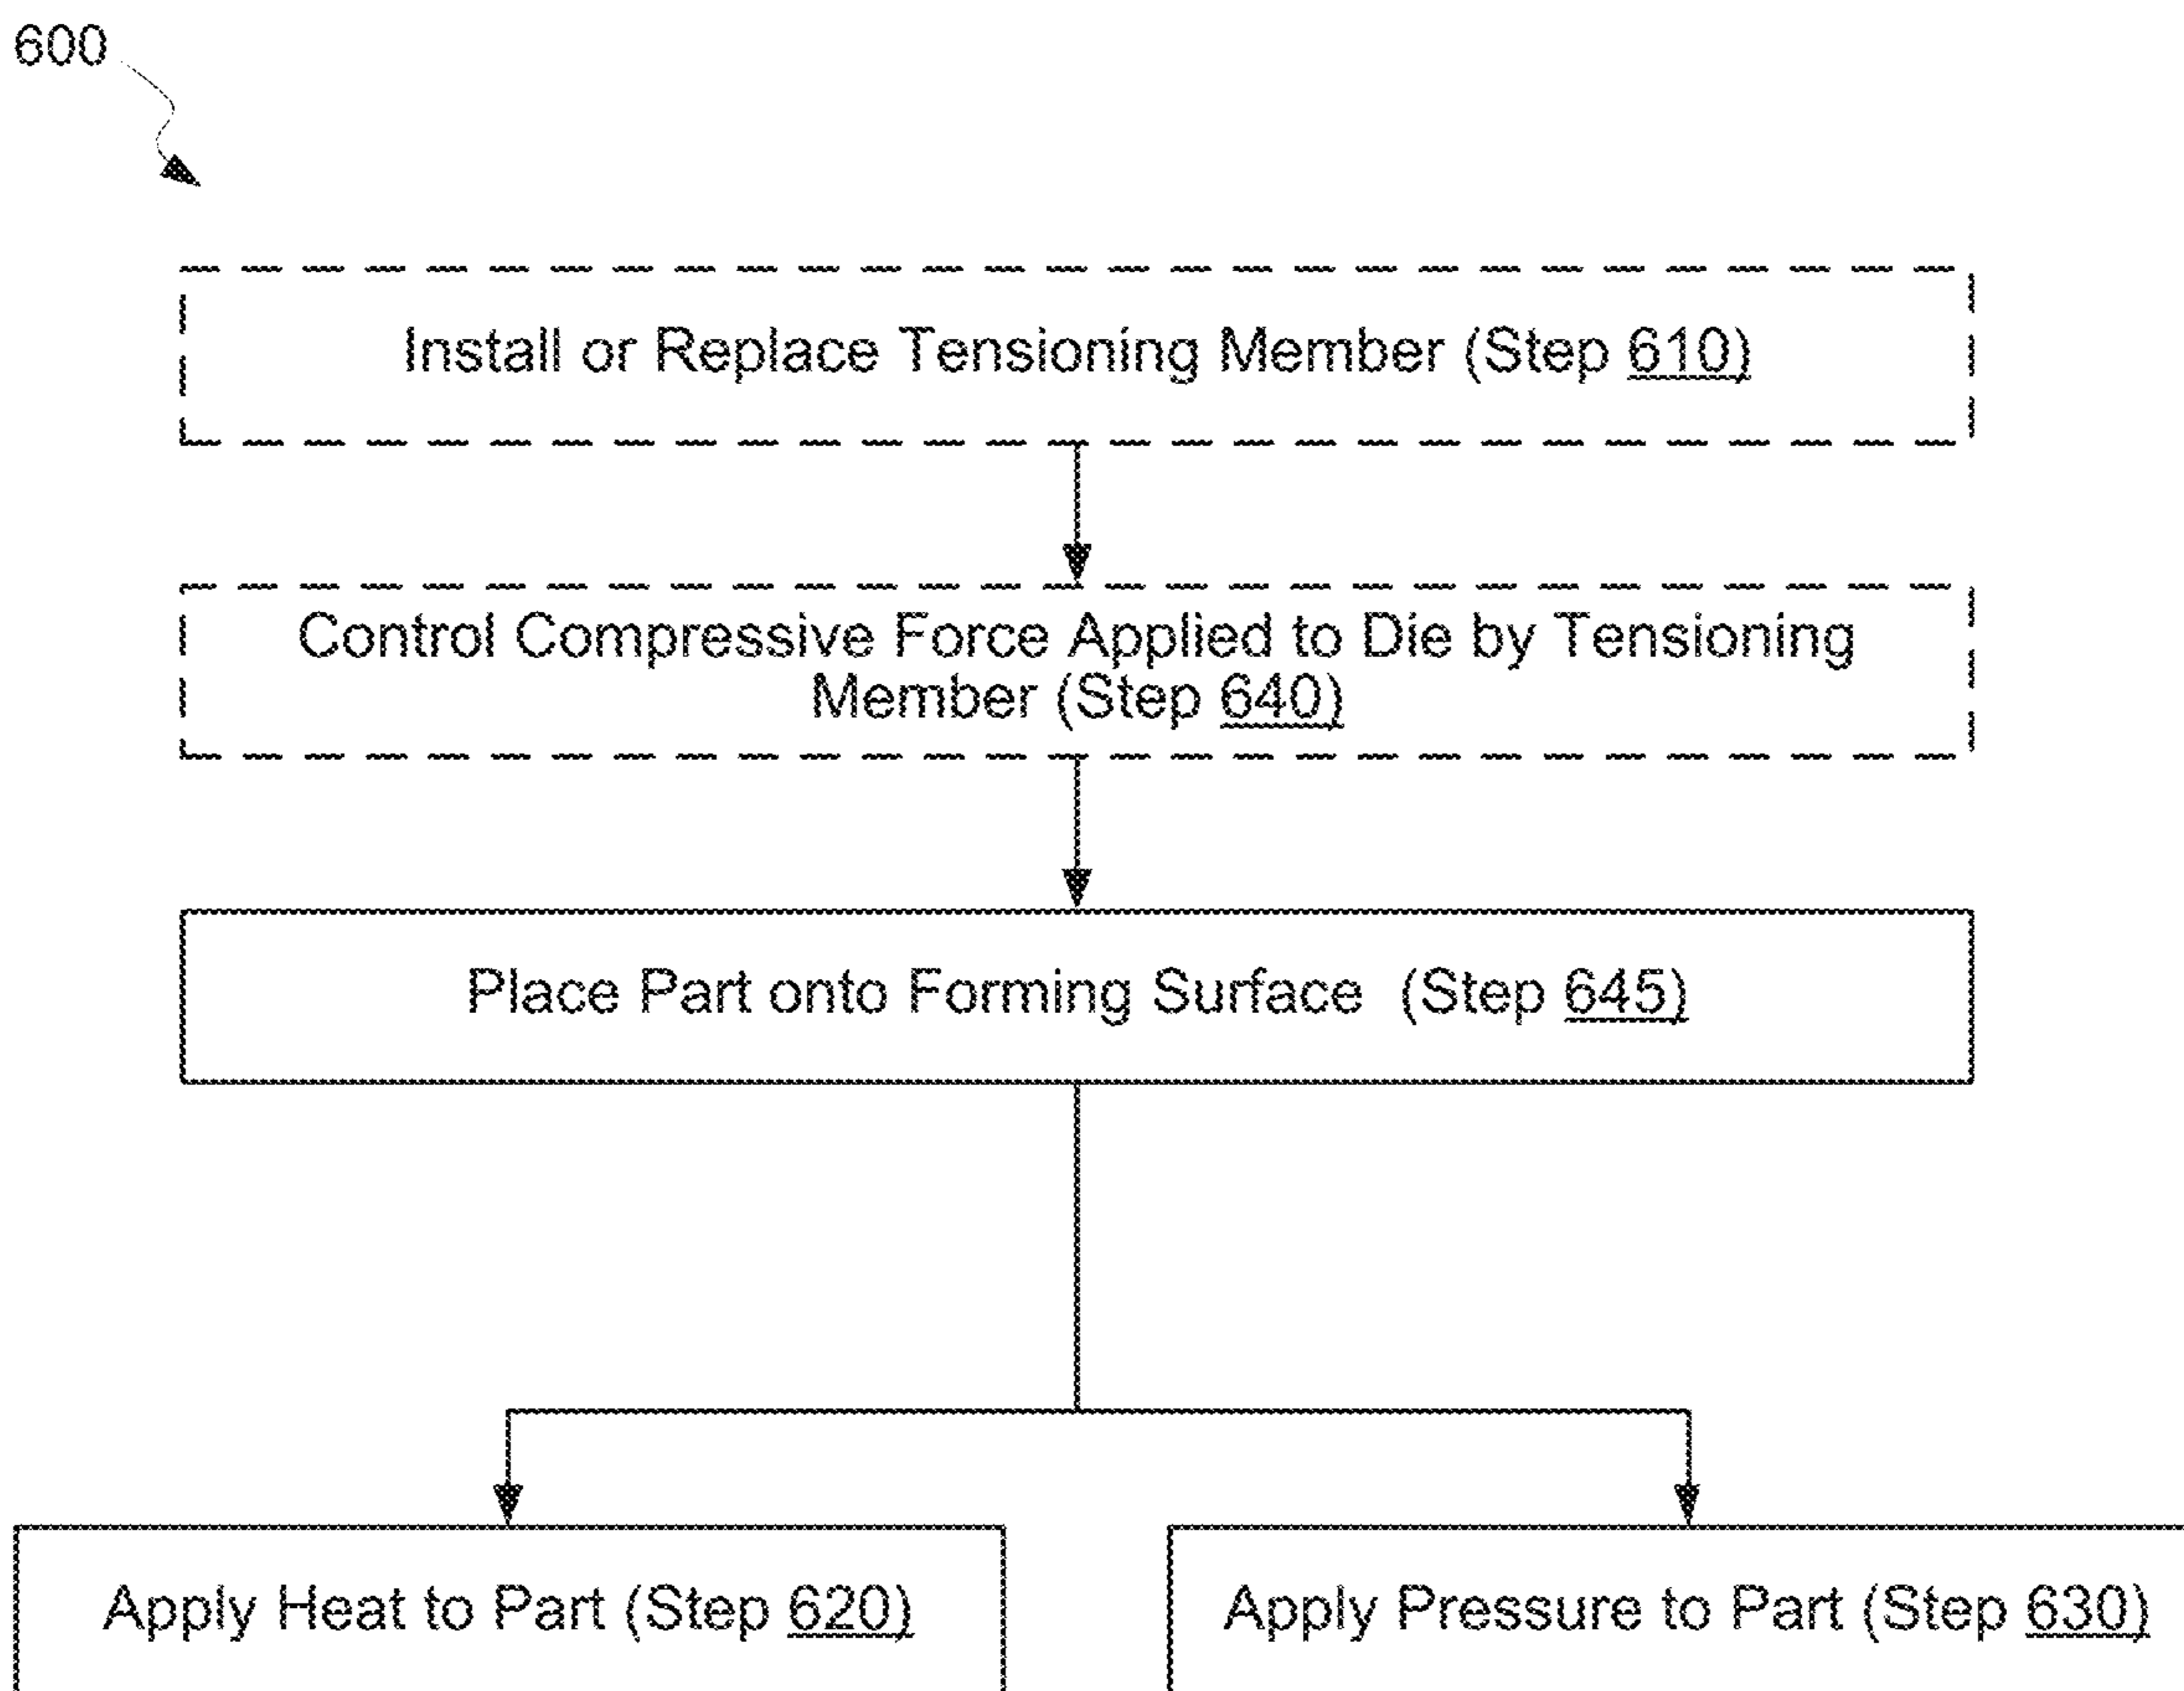 600
Install or Replace Tensioning Member (Step 610)
Control Compressive Force Applied to Die by Tensioning
Member (Step 640)
Place Part onto Forming Surface (Step 645)
Apply Heat to Part (Step 620)
Apply Pressure to Part (Step 630)